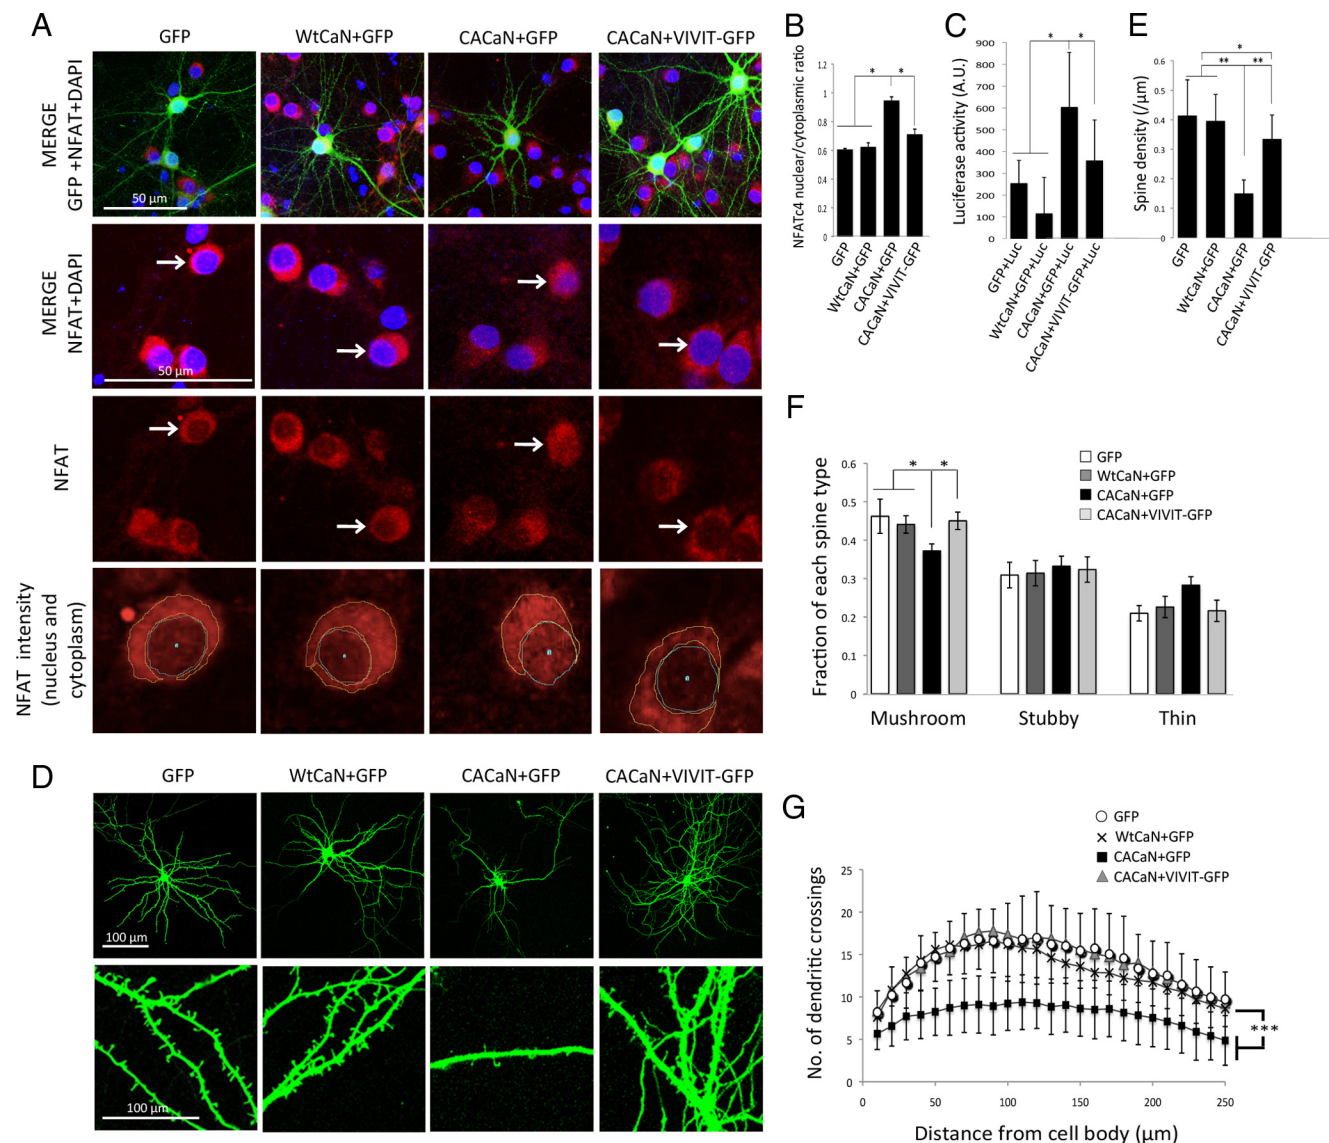 A
GFP
WtCaN+GFP
CACaN+GFP
CACaN+VIVIT-GFP
MERGE
GFP +NFAT+DAPI
50 µm
MERGE
NFAT+DAPI
50 µm
NFAT
NFAT intensity
(nucleus and
cytoplasm)
B
NFATc4 nuclear/cytoplasmic ratio
1.2
1
0.8
0.6
0.4
0.2
0
* *
GFP
WtCaN+GFP
CACaN+GFP
CACaN+VIVIT-GFP
C
Luciferase activity (A.U.)
900
800
700
600
500
400
300
200
100
0
* *
GFP+Luc
WtCaN+GFP+Luc
CACaN+GFP+Luc
CACaN+VIVIT-GFP+Luc
E
Spine density (/µm)
0.6
0.5
0.4
0.3
0.2
0.1
0
*
** **
GFP
WtCaN+GFP
CACaN+GFP
CACaN+VIVIT-GFP
F
GFP
WtCaN+GFP
CACaN+GFP
CACaN+VIVIT-GFP
Fraction of each spine type
0.6
0.5
0.4
0.3
0.2
0.1
0
* *
Mushroom
Stubby
Thin
D
GFP
WtCaN+GFP
CACaN+GFP
CACaN+VIVIT-GFP
100 µm
100 µm
G
GFP
WtCaN+GFP
CACaN+GFP
CACaN+VIVIT-GFP
No. of dendritic crossings
25
20
15
10
5
0
***
0
50
100
150
200
250
Distance from cell body (µm)